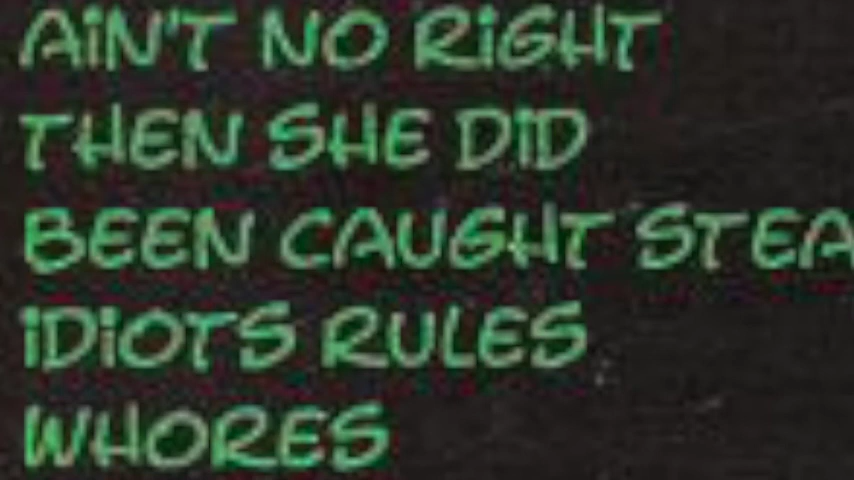 AiN'T NO RiGHT
THEN SHE DiD
BEEN CAUGHT STEA
iDiOTS RULES
WHORES